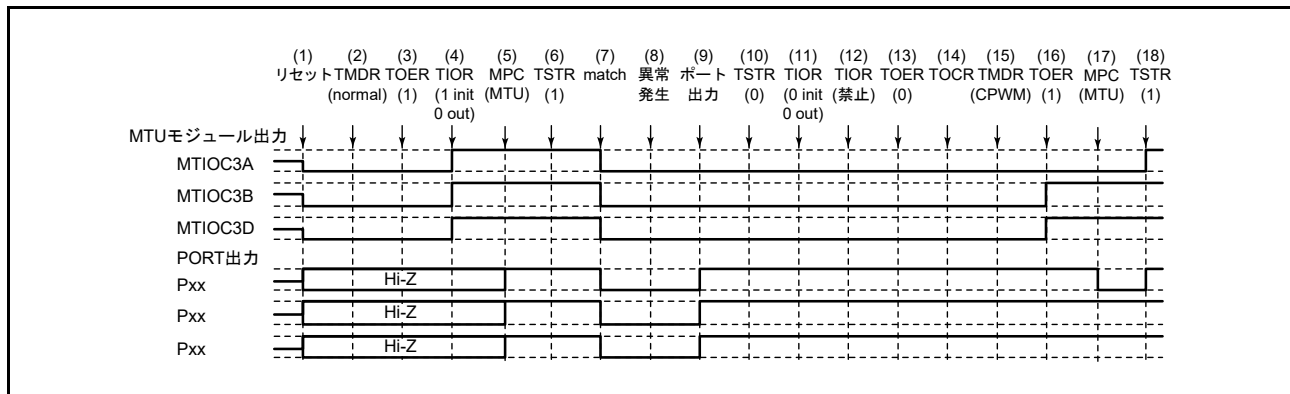 (1) (2) (3) (4) (5) (6) (7) (8) (9) (10) (11) (12) (13) (14) (15) (16) (17) (18)
リセット TMDR TOER TIOR MPC TSTR match 異常 ポート TSTR TIOR TIOR TOER TOCR TMDR TOER MPC TSTR
(normal) (1) (1 init (MTU) (1) 発生 出力 (0) (0 init (禁止) (0) (CPWM) (1) (MTU) (1)
0 out) 0 out)
MTUモジュール出力
MTIOC3A
MTIOC3B
MTIOC3D
PORT出力
Pxx Hi-Z
Pxx Hi-Z
Pxx Hi-Z